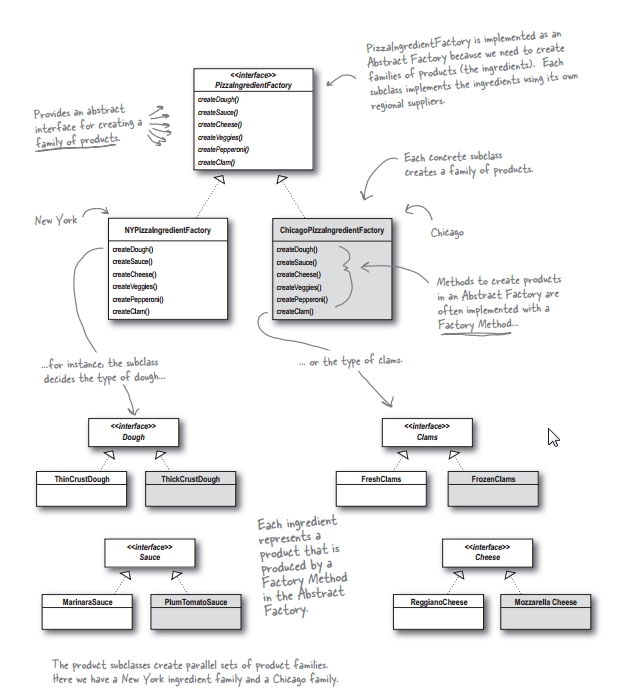 PizzaIngredientFactory is implemented as an
Abstract Factory because we need to create
families of products (the ingredients). Each
subclass implements the ingredients using its own
regional suppliers.
<<interface>>
PizzaIngredientFactory
createDough()
createSauce()
createCheese()
createVeggies()
createPepperoni()
createClam()
Provides an abstract
interface for creating a
family of products.
Each concrete subclass
creates a family of products.
New York
Chicago
NYPizzaIngredientFactory
createDough()
createSauce()
createCheese()
createVeggies()
createPepperoni()
createClam()
ChicagoPizzaIngredientFactory
createDough()
createSauce()
createCheese()
createVeggies()
createPepperoni()
createClam()
Methods to create products
in an Abstract Factory are
often implemented with a
Factory Method...
...for instance, the subclass
decides the type of dough...
... or the type of clams.
<<interface>>
Dough
ThinCrustDough
ThickCrustDough
<<interface>>
Clams
FreshClams
FrozenClams
Each ingredient
represents a
product that is
produced by a
Factory Method
in the Abstract
Factory.
<<interface>>
Sauce
MarinaraSauce
PlumTomatoSauce
<<interface>>
Cheese
ReggianoCheese
Mozzarella Cheese
The product subclasses create parallel sets of product families.
Here we have a New York ingredient family and a Chicago family.